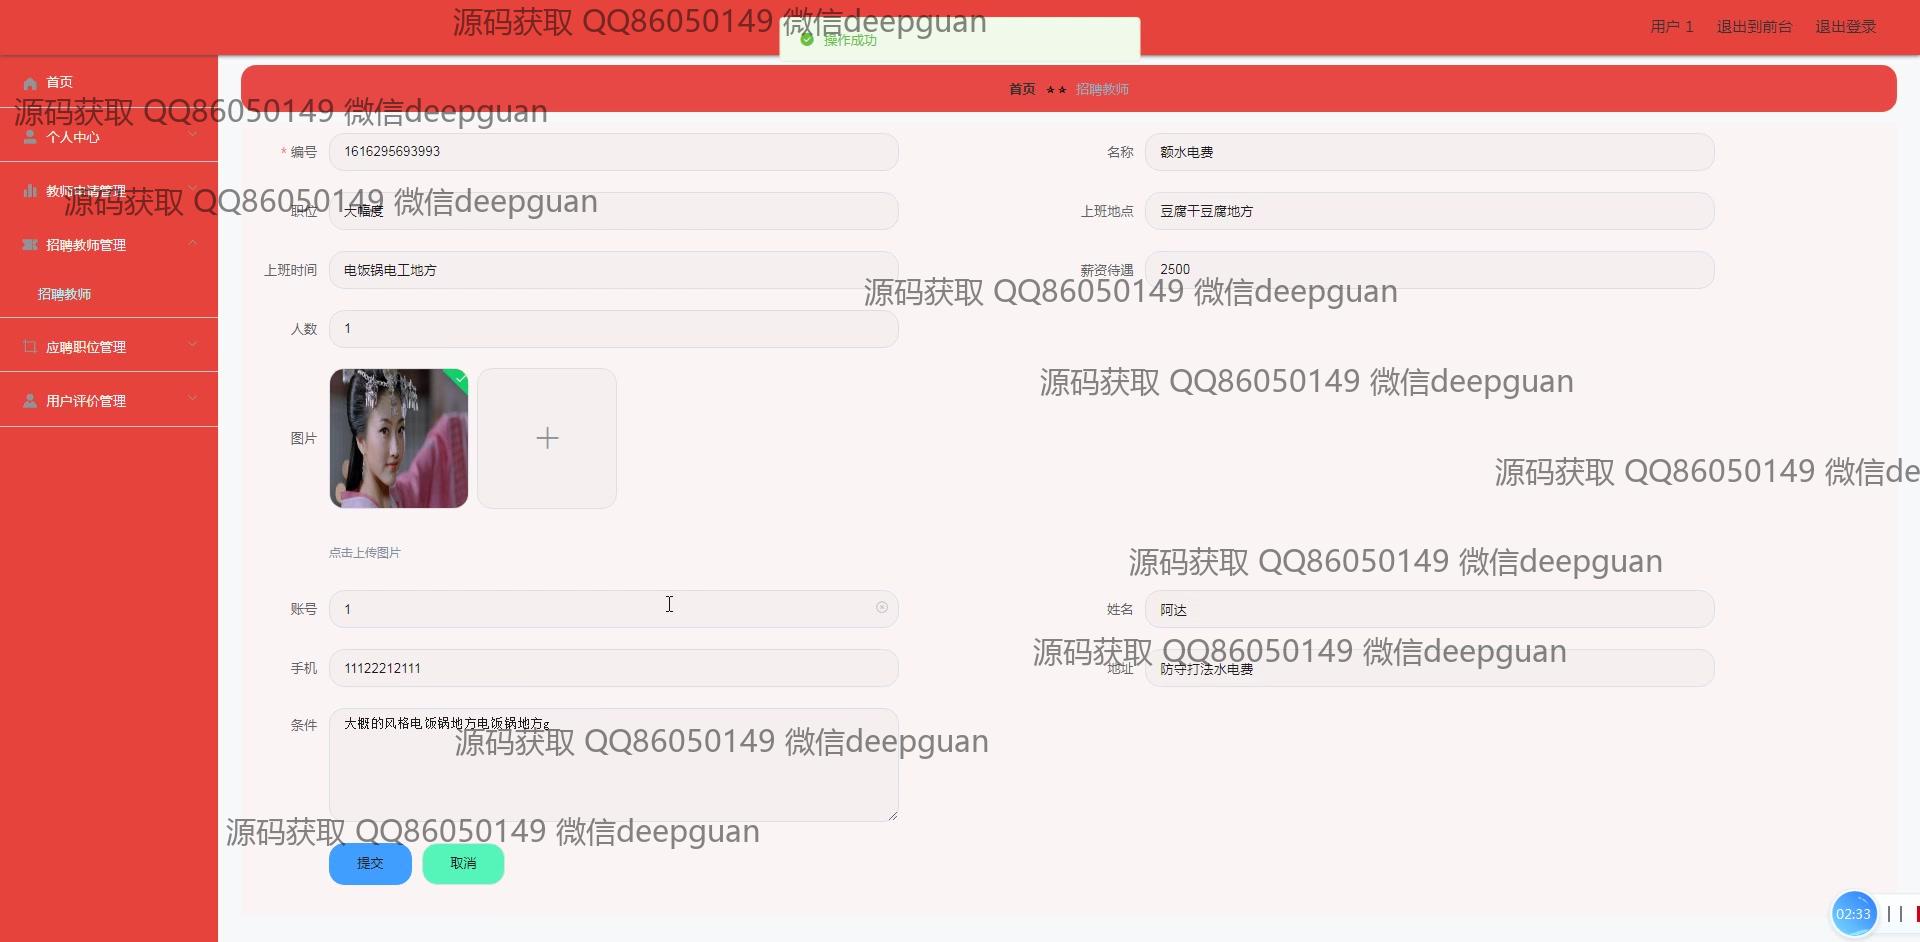 源码获取 QQ86050149 微信deepguan
操作成功
用户 1 退出到前台 退出登录
首页
首页 ★★ 招聘教师
源码获取 QQ86050149 微信deepguan
个人中心
* 编号 1616295693993 名称 额水电费
教师申请管理
源码获取 QQ86050149 微信deepguan
职位 大幅度 上班地点 豆腐干豆腐地方
招聘教师管理
上班时间 电饭锅电工地方 薪资待遇 2500
招聘教师
源码获取 QQ86050149 微信deepguan
人数 1
应聘职位管理
源码获取 QQ86050149 微信deepguan
用户评价管理
图片
源码获取 QQ86050149 微信de
点击上传图片
源码获取 QQ86050149 微信deepguan
账号 1 姓名 阿达
源码获取 QQ86050149 微信deepguan
手机 11122212111 地址 防守打法水电费
条件 大概的风格电饭锅地方电饭锅地方g
源码获取 QQ86050149 微信deepguan
源码获取 QQ86050149 微信deepguan
提交 取消
02:33